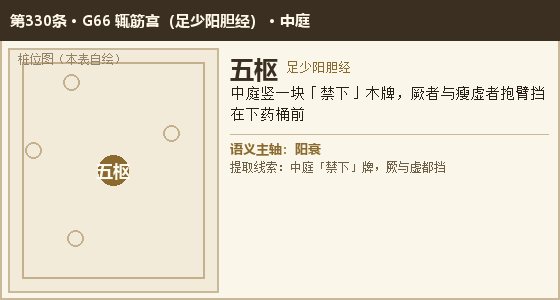 第330条·G66 辄筋宫（足少阳胆经）·中庭
桩位图（本表自绘）
五枢
五枢 足少阳胆经
中庭竖一块「禁下」木牌，厥者与瘦虚者抱臂挡
在下药桶前
语义主轴：阳衰
提取线索：中庭「禁下」牌，厥与虚都挡